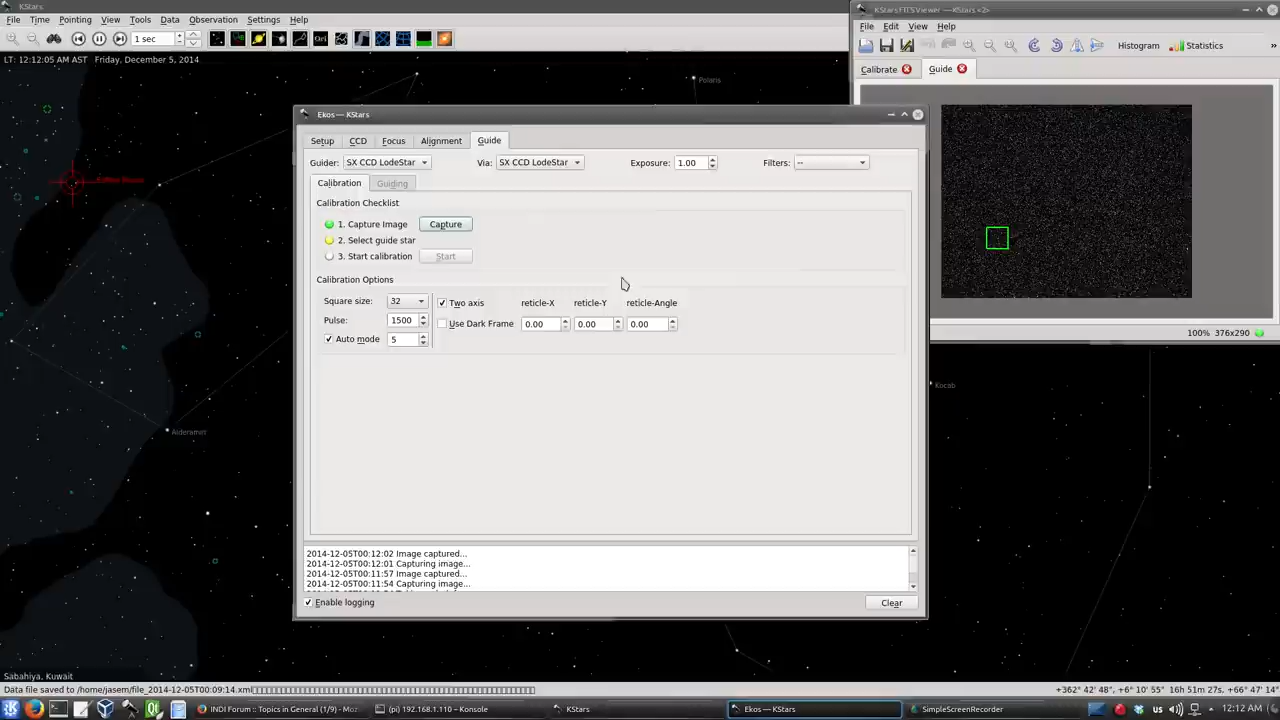 KStars
File Time Pointing View Tools Data Observation Settings Help
1 sec
LT: 12:12:05 AM AST Friday, December 5, 2014
Polaris
Kocab
Alderamin
Sabahiya, Kuwait
KStars FITS Viewer — KStars <2>
File Edit View Help
Histogram Statistics »
Calibrate Guide
100% 376x290
Ekos — KStars
Setup CCD Focus Alignment Guide
Guider: SX CCD LodeStar Via: SX CCD LodeStar Exposure: 1.00 Filters: --
Calibration Guiding
Calibration Checklist
1. Capture Image Capture
2. Select guide star
3. Start calibration Start
Calibration Options
Square size: 32 Two axis reticle-X reticle-Y reticle-Angle
Pulse: 1500 Use Dark Frame 0.00 0.00 0.00
Auto mode 5
2014-12-05T00:12:02 Image captured...
2014-12-05T00:12:01 Capturing image...
2014-12-05T00:11:57 Image captured...
2014-12-05T00:11:54 Capturing image...
Enable logging Clear
Data file saved to /home/jasem/file_2014-12-05T00:09:14.xml
+362° 42' 48", +6° 10' 55" 16h 51m 27s, +66° 47' 14"
INDI Forum :: Topics in General (1/9) - Moz (pi) 192.168.1.110 — Konsole KStars Ekos — KStars SimpleScreenRecorder us 12:12 AM